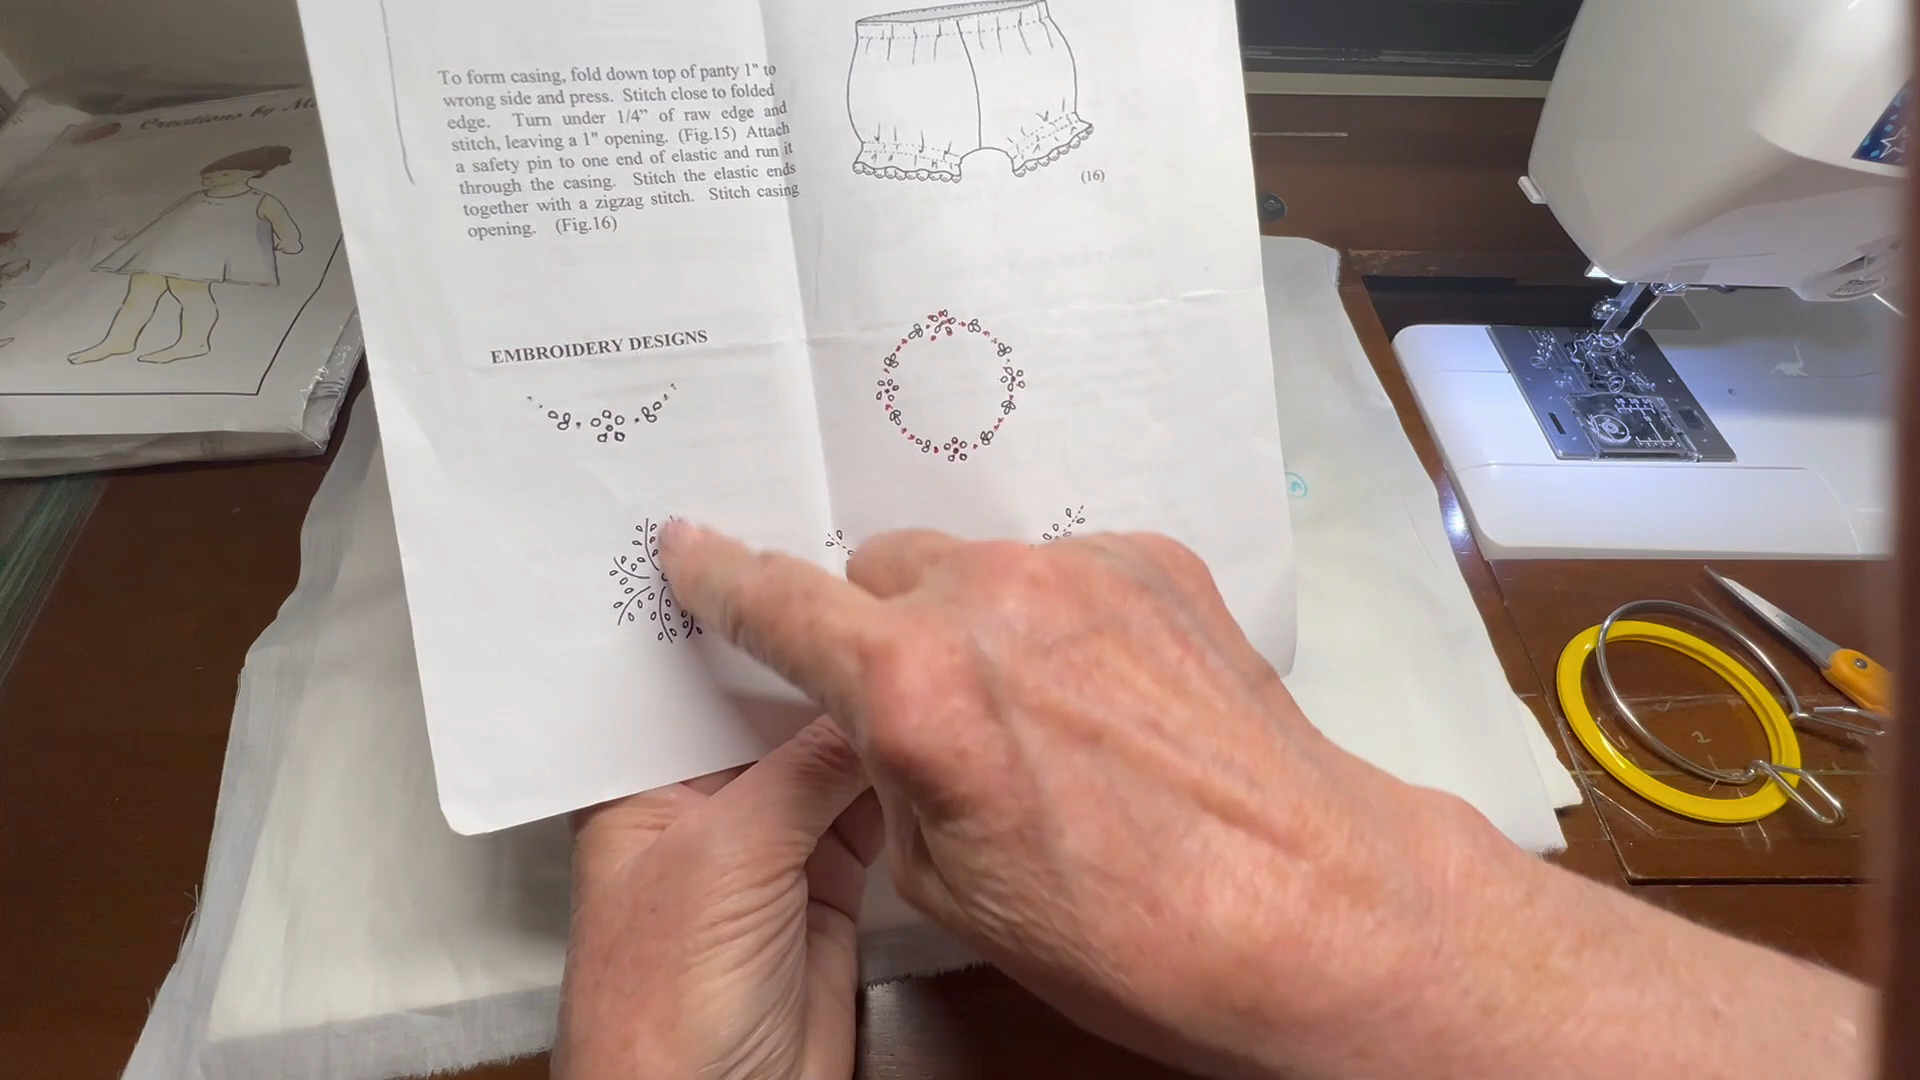 Creations by M
To form casing, fold down top of panty 1" to
wrong side and press. Stitch close to folded
edge. Turn under 1/4” of raw edge and
stitch, leaving a 1" opening. (Fig.15) Attach
a safety pin to one end of elastic and run it
through the casing. Stitch the elastic ends
together with a zigzag stitch. Stitch casing
opening. (Fig.16)
(16)
EMBROIDERY DESIGNS